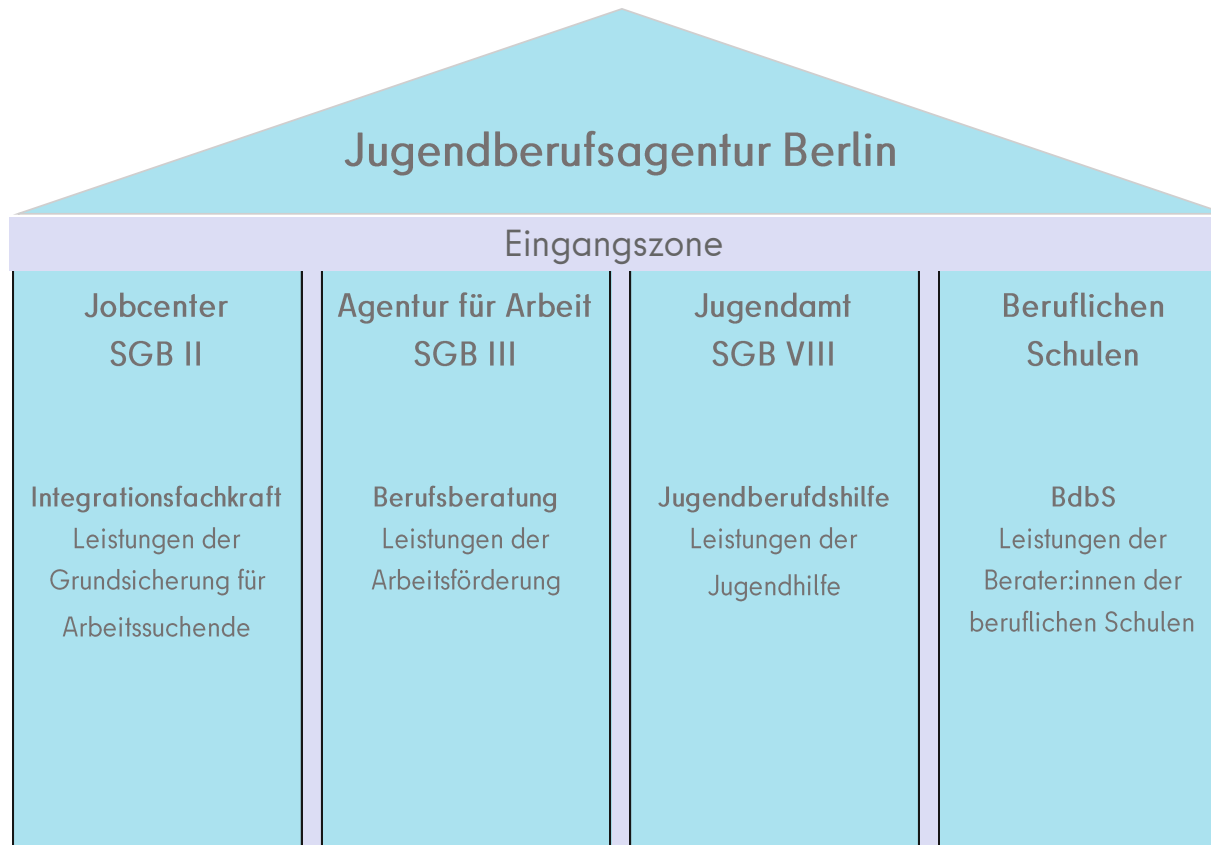 Jugendberufsagentur Berlin
Eingangszone
Jobcenter
SGB II
Integrationsfachkraft
Leistungen der
Grundsicherung für
Arbeitssuchende
Agentur für Arbeit
SGB III
Berufsberatung
Leistungen der
Arbeitsförderung
Jugendamt
SGB VIII
Jugendberufdshilfe
Leistungen der
Jugendhilfe
Beruflichen
Schulen
BdbS
Leistungen der
Berater:innen der
beruflichen Schulen